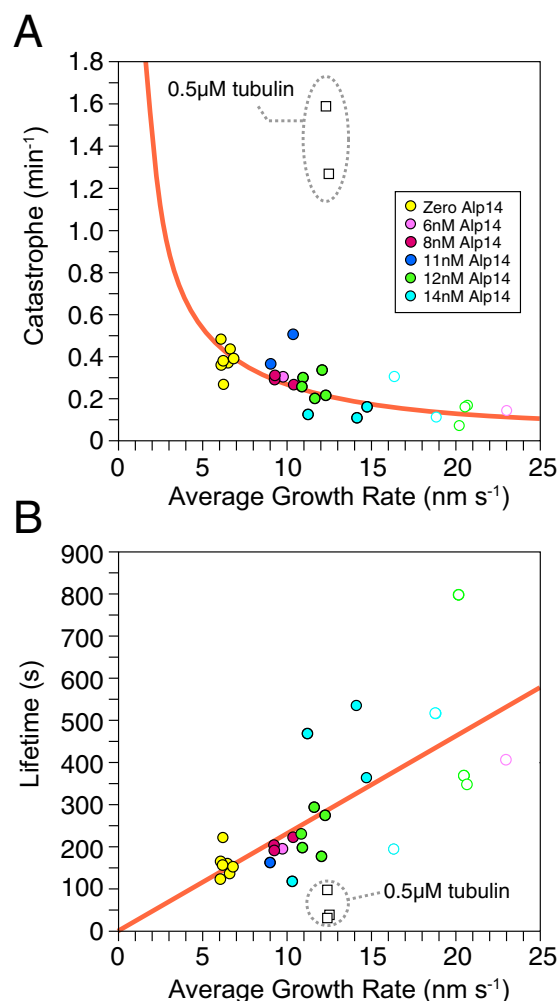 A
1.8
1.6
1.4
1.2
1.0
0.8
0.6
0.4
0.2
0
Catastrophe (min⁻¹)
0.5µM tubulin
Zero Alp14
6nM Alp14
8nM Alp14
11nM Alp14
12nM Alp14
14nM Alp14
0 5 10 15 20 25
Average Growth Rate (nm s⁻¹)
B
900
800
700
600
500
400
300
200
100
0
Lifetime (s)
0.5µM tubulin
0 5 10 15 20 25
Average Growth Rate (nm s⁻¹)